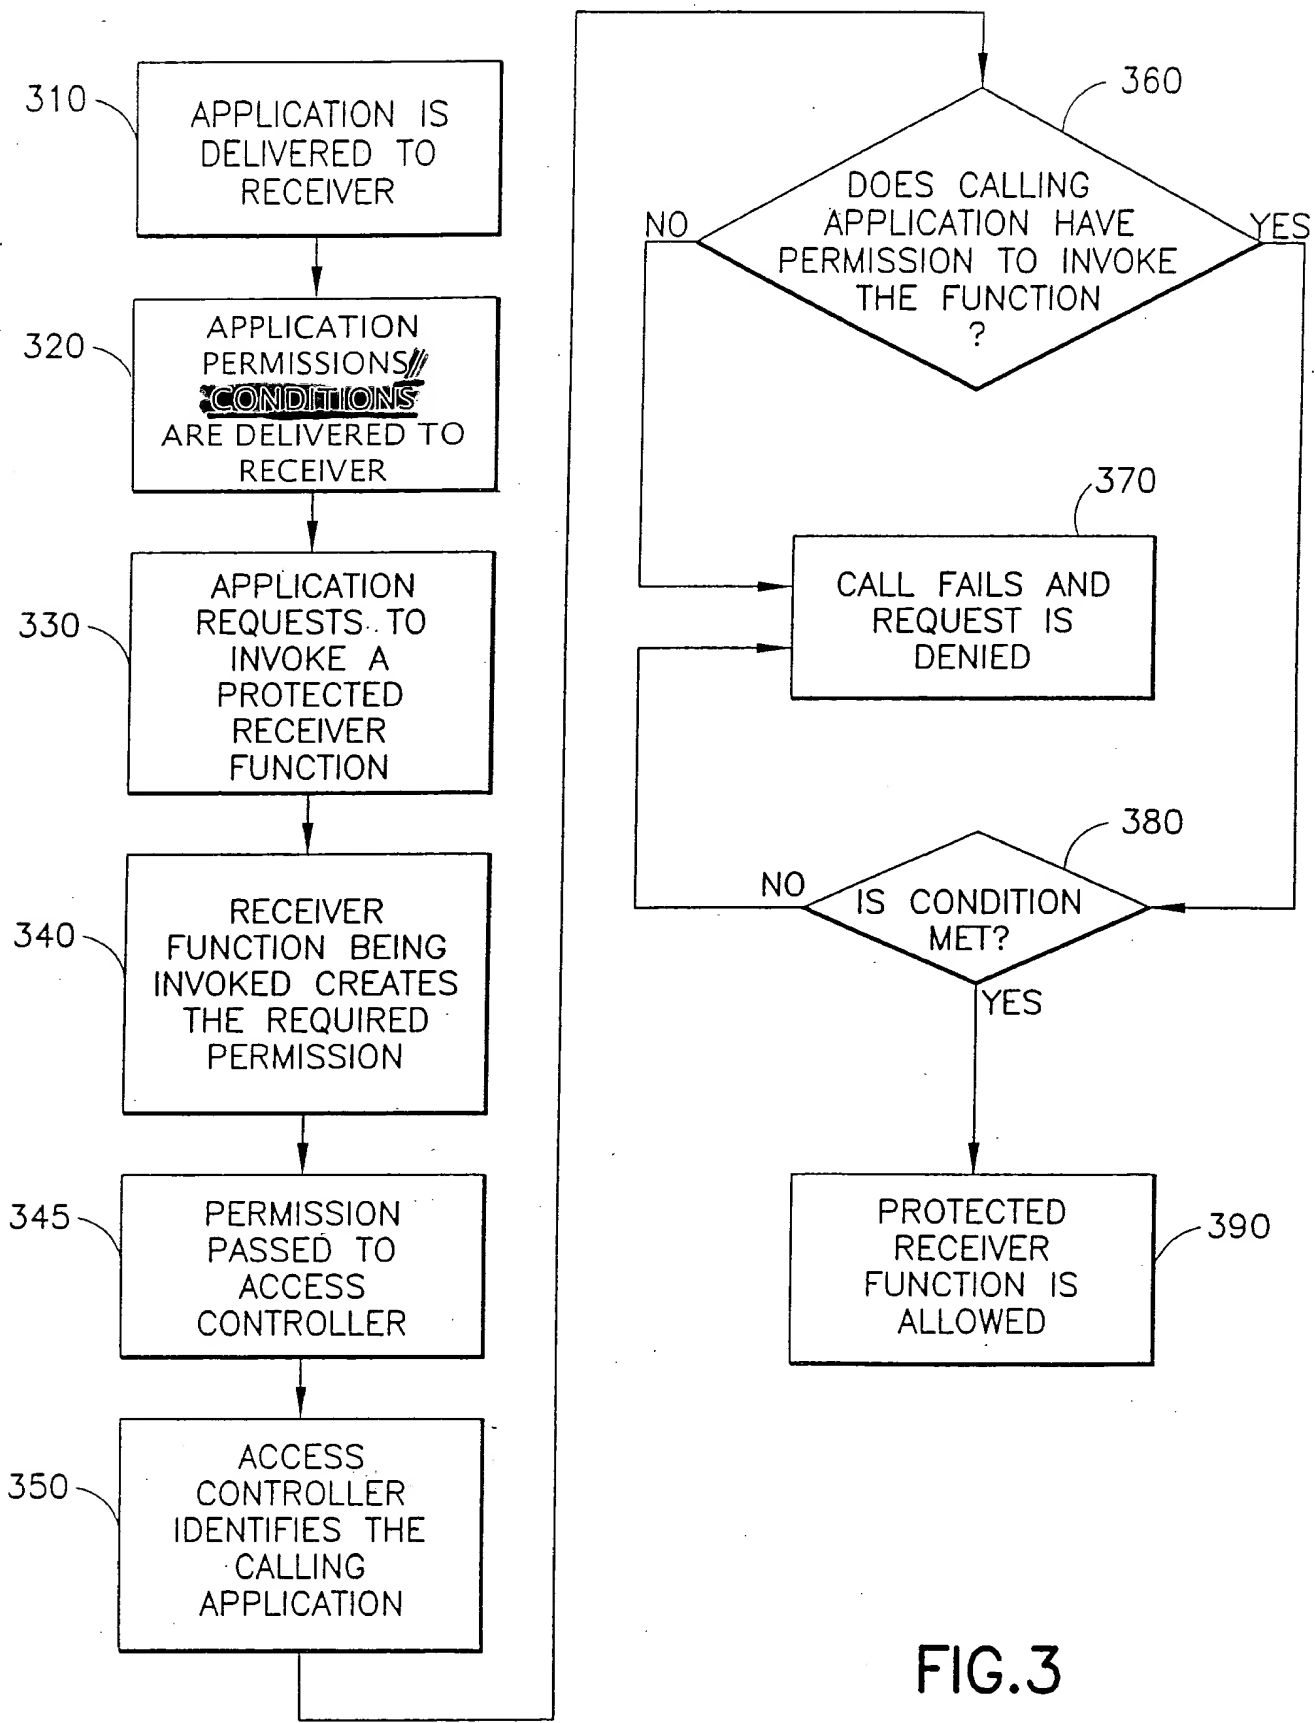 310
APPLICATION IS
DELIVERED TO
RECEIVER
320
APPLICATION
PERMISSIONS/
CONDITIONS
ARE DELIVERED TO
RECEIVER
330
APPLICATION
REQUESTS TO
INVOKE A
PROTECTED
RECEIVER
FUNCTION
340
RECEIVER
FUNCTION BEING
INVOKED CREATES
THE REQUIRED
PERMISSION
345
PERMISSION
PASSED TO
ACCESS
CONTROLLER
350
ACCESS
CONTROLLER
IDENTIFIES THE
CALLING
APPLICATION
360
DOES CALLING
APPLICATION HAVE
PERMISSION TO INVOKE
THE FUNCTION
?
NO
YES
370
CALL FAILS AND
REQUEST IS
DENIED
380
IS CONDITION
MET?
NO
YES
390
PROTECTED
RECEIVER
FUNCTION IS
ALLOWED
FIG.3